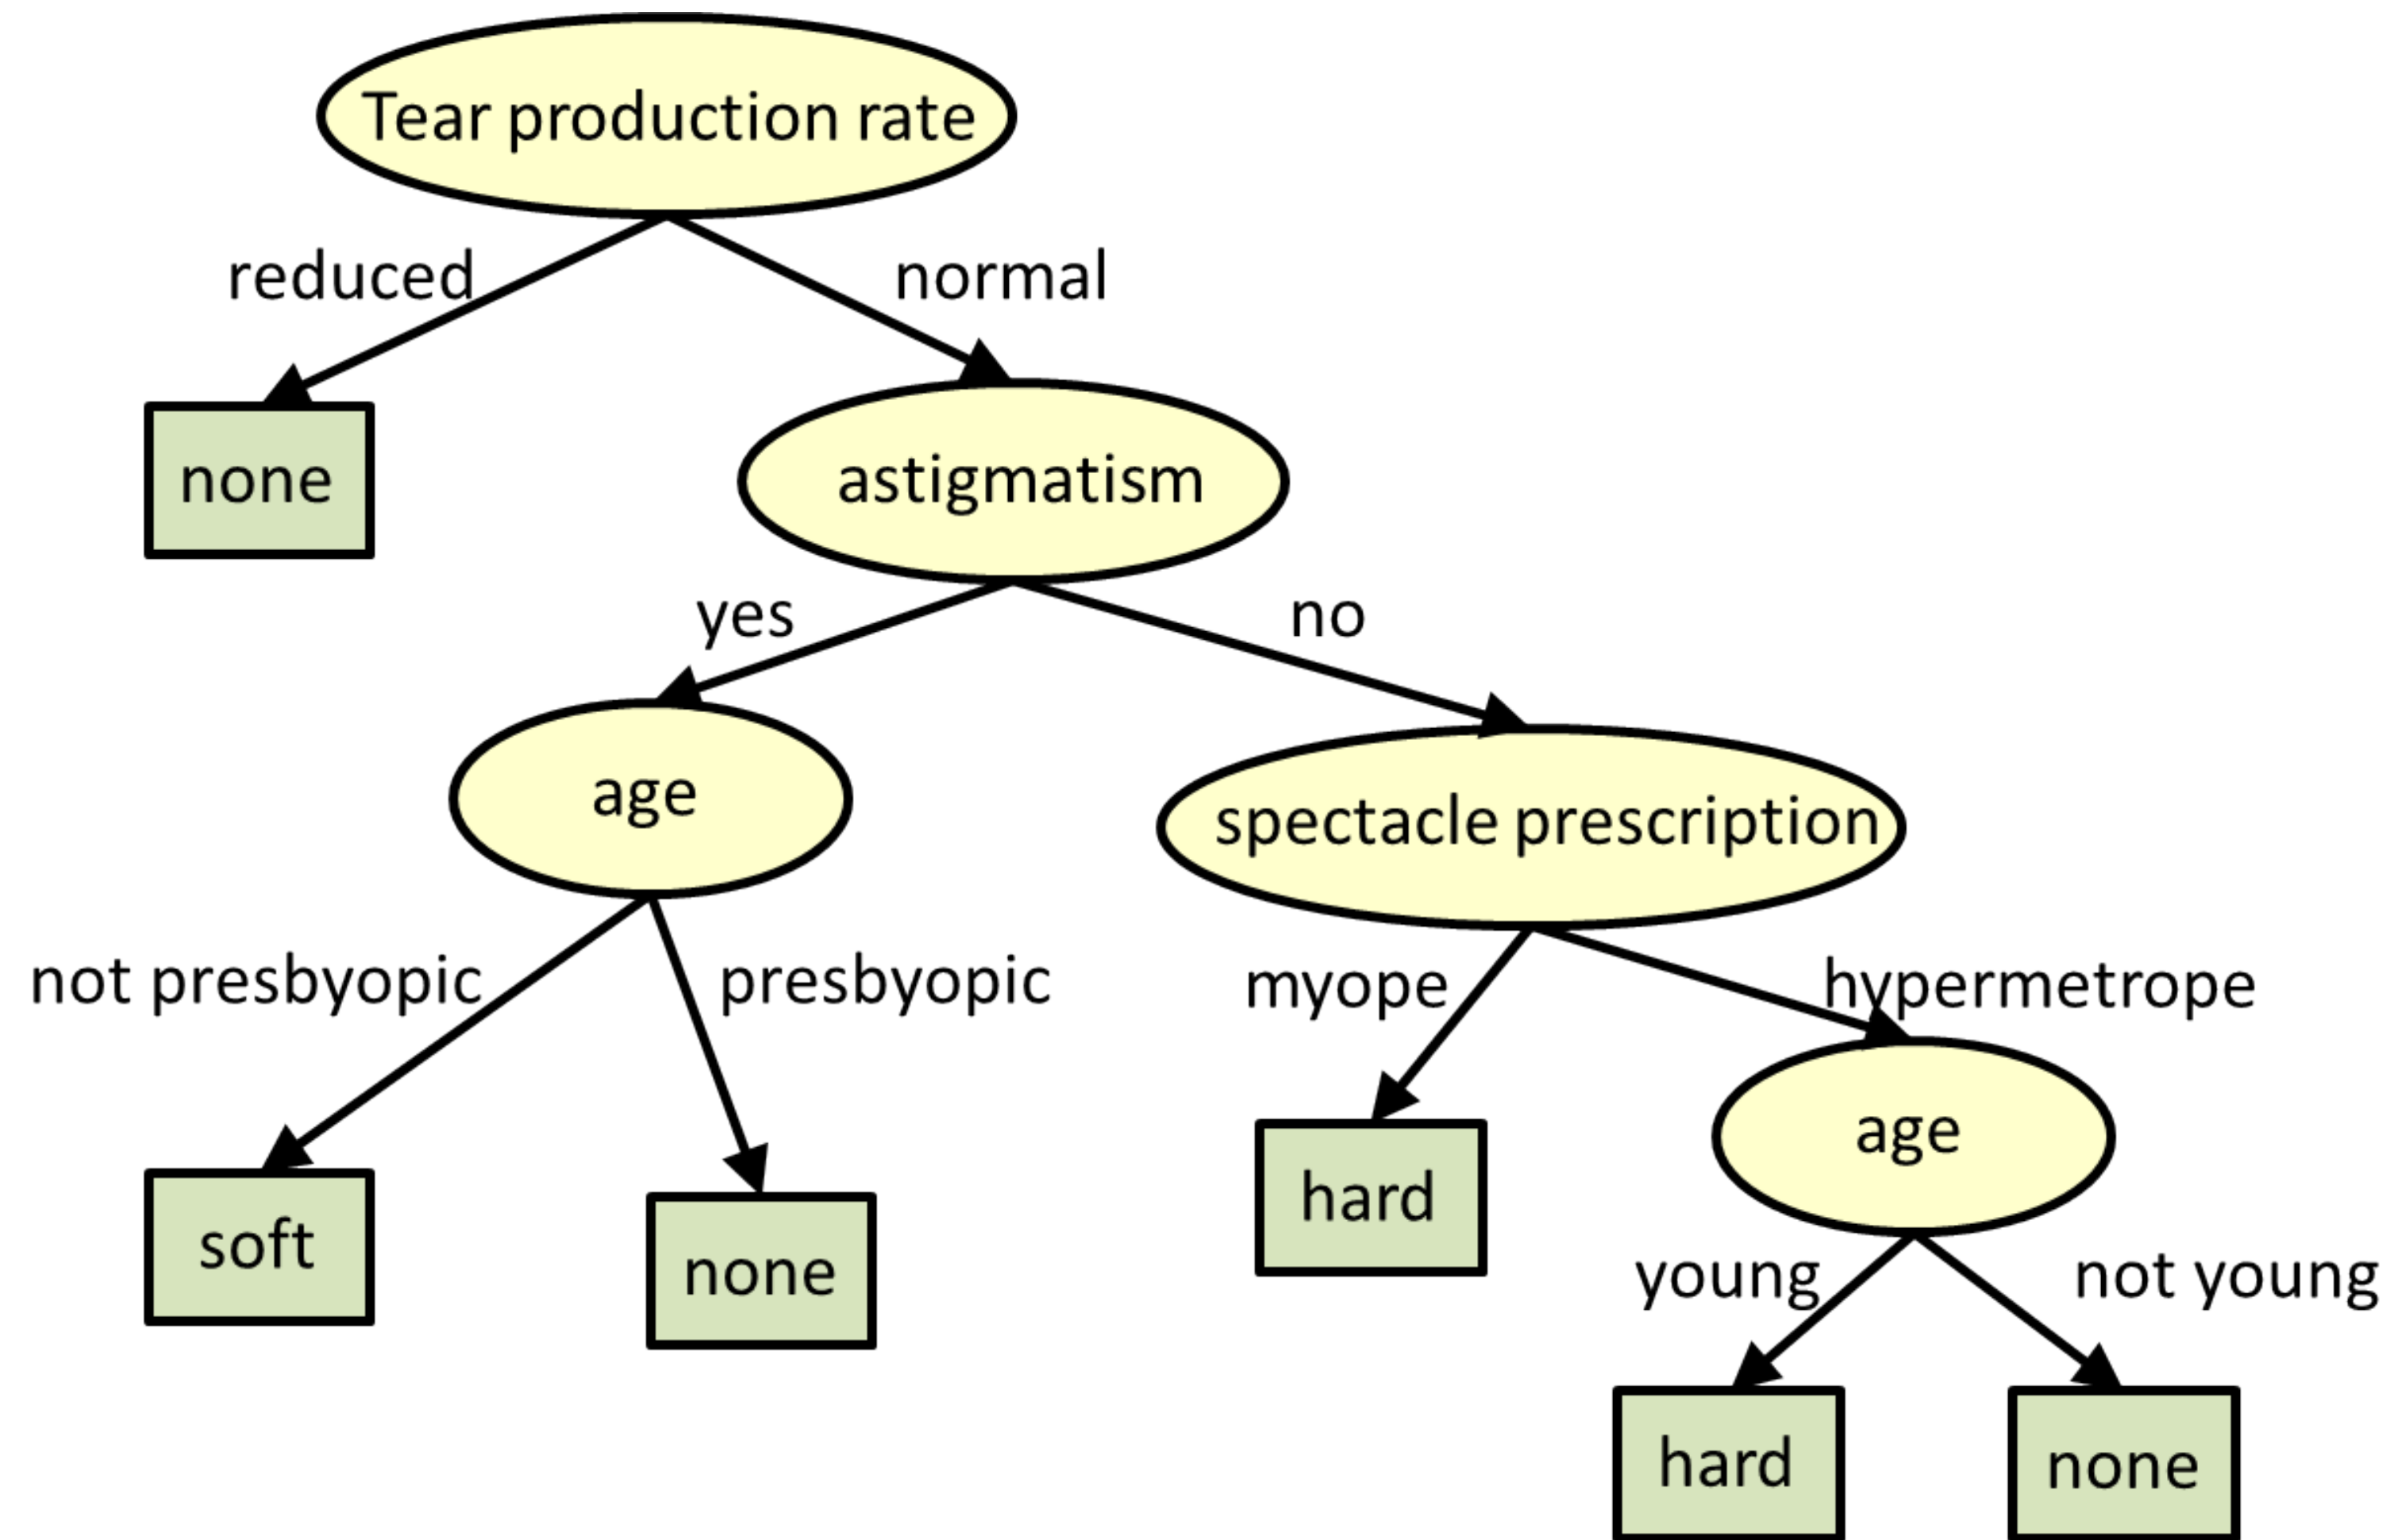 Tear production rate
reduced
normal
none
astigmatism
yes
no
age
spectacle prescription
not presbyopic
presbyopic
myope
hypermetrope
soft
none
hard
age
young
not young
hard
none